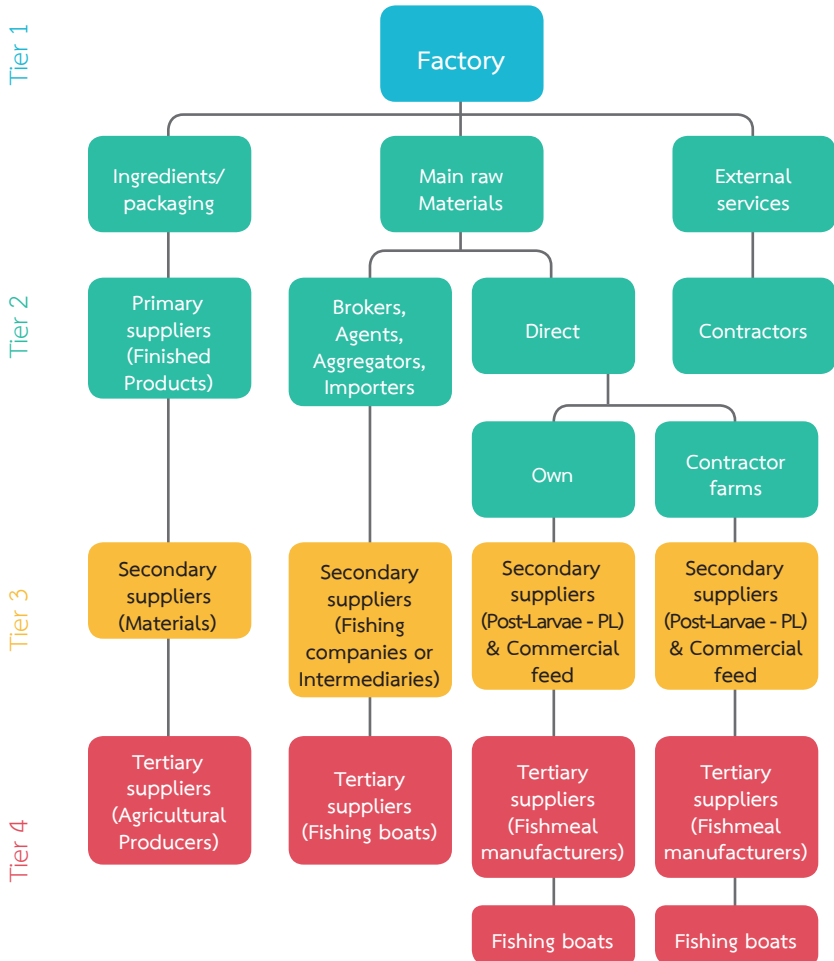 Tier 1
Factory
Ingredients/
packaging
Main raw
Materials
External
services
Tier 2
Primary
suppliers
(Finished
Products)
Brokers,
Agents,
Aggregators,
Importers
Direct
Contractors
Own
Contractor
farms
Tier 3
Secondary
suppliers
(Materials)
Secondary
suppliers
(Fishing
companies or
Intermediaries)
Secondary
suppliers
(Post-Larvae - PL)
& Commercial
feed
Secondary
suppliers
(Post-Larvae - PL)
& Commercial
feed
Tier 4
Tertiary
suppliers
(Agricultural
Producers)
Tertiary
suppliers
(Fishing boats)
Tertiary
suppliers
(Fishmeal
manufacturers)
Tertiary
suppliers
(Fishmeal
manufacturers)
Fishing boats
Fishing boats